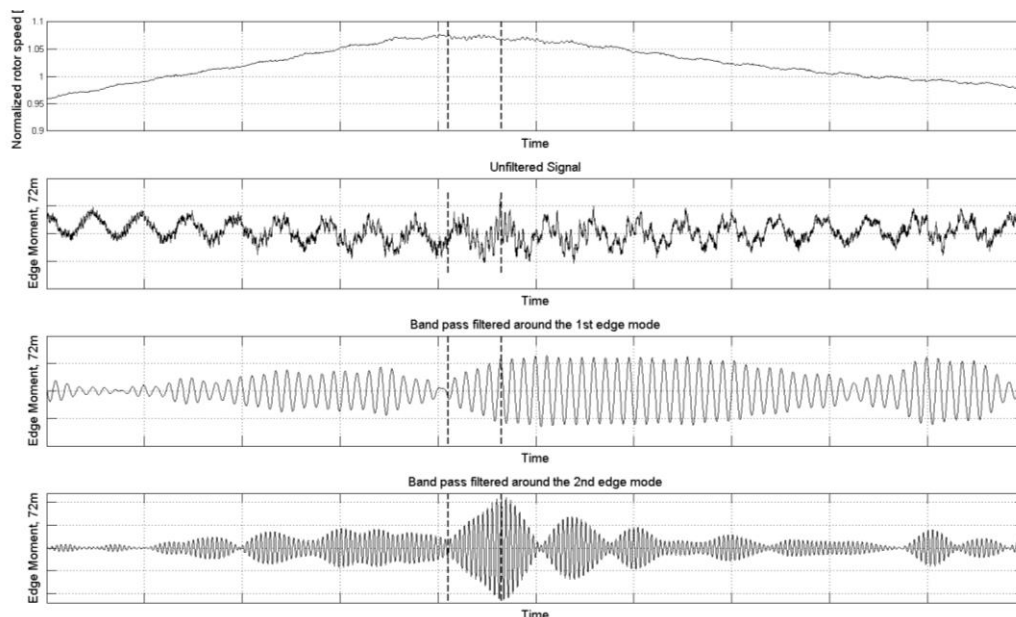 Normalized rotor speed [
1.1
1.05
1
0.95
0.9
Time
Unfiltered Signal
Edge Moment, 72m
Time
Band pass filtered around the 1st edge mode
Edge Moment, 72m
Time
Band pass filtered around the 2nd edge mode
Edge Moment, 72m
Time